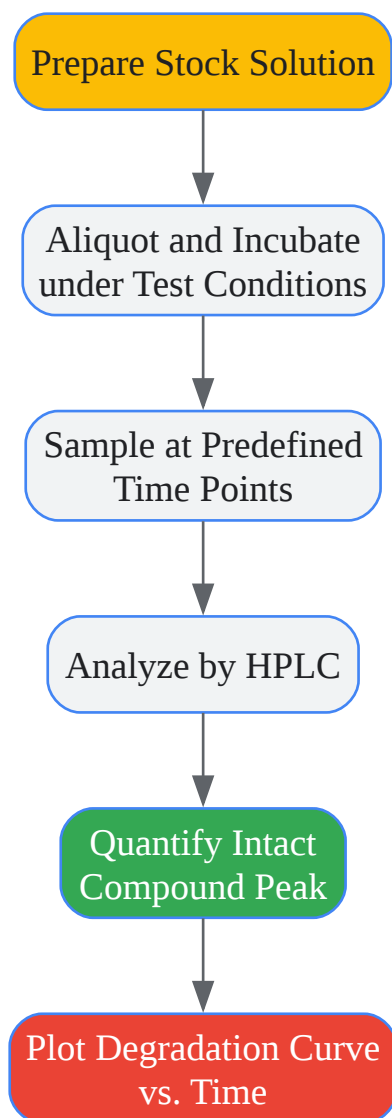 Prepare Stock Solution
Aliquot and Incubate
under Test Conditions
Sample at Predefined
Time Points
Analyze by HPLC
Quantify Intact
Compound Peak
Plot Degradation Curve
vs. Time